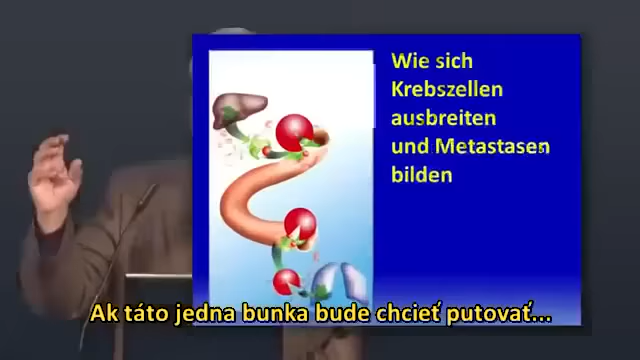 Wie sich
Krebszellen
ausbreiten
und Metastasen
bilden
Ak táto jedna bunka bude chcieť putovať...